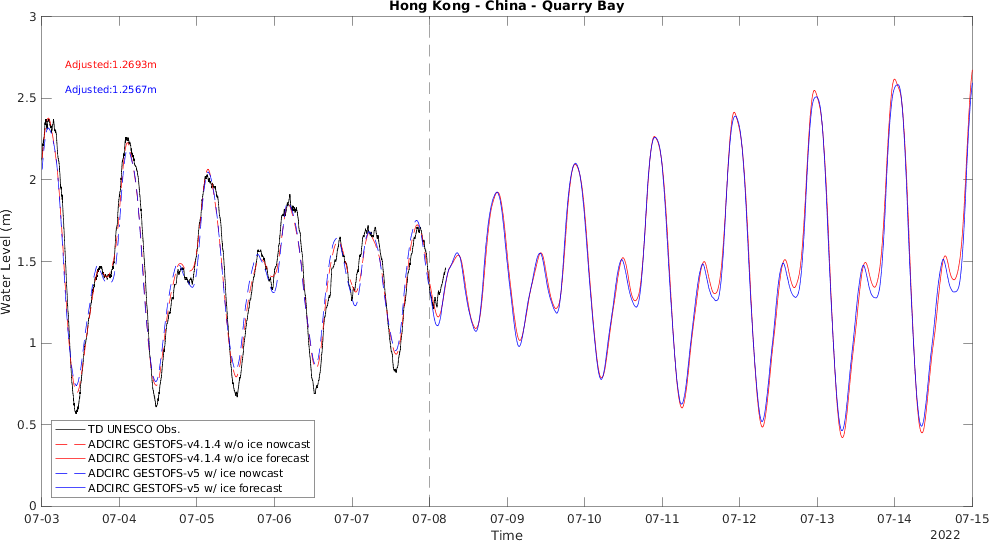 Hong Kong - China - Quarry Bay
3
2.5
2
1.5
1
0.5
0
Water Level (m)
Adjusted:1.2693m
Adjusted:1.2567m
TD UNESCO Obs.
ADCIRC GESTOFS-v4.1.4 w/o ice nowcast
ADCIRC GESTOFS-v4.1.4 w/o ice forecast
ADCIRC GESTOFS-v5 w/ ice nowcast
ADCIRC GESTOFS-v5 w/ ice forecast
07-03 07-04 07-05 07-06 07-07 07-08 07-09 07-10 07-11 07-12 07-13 07-14 07-15
Time
2022